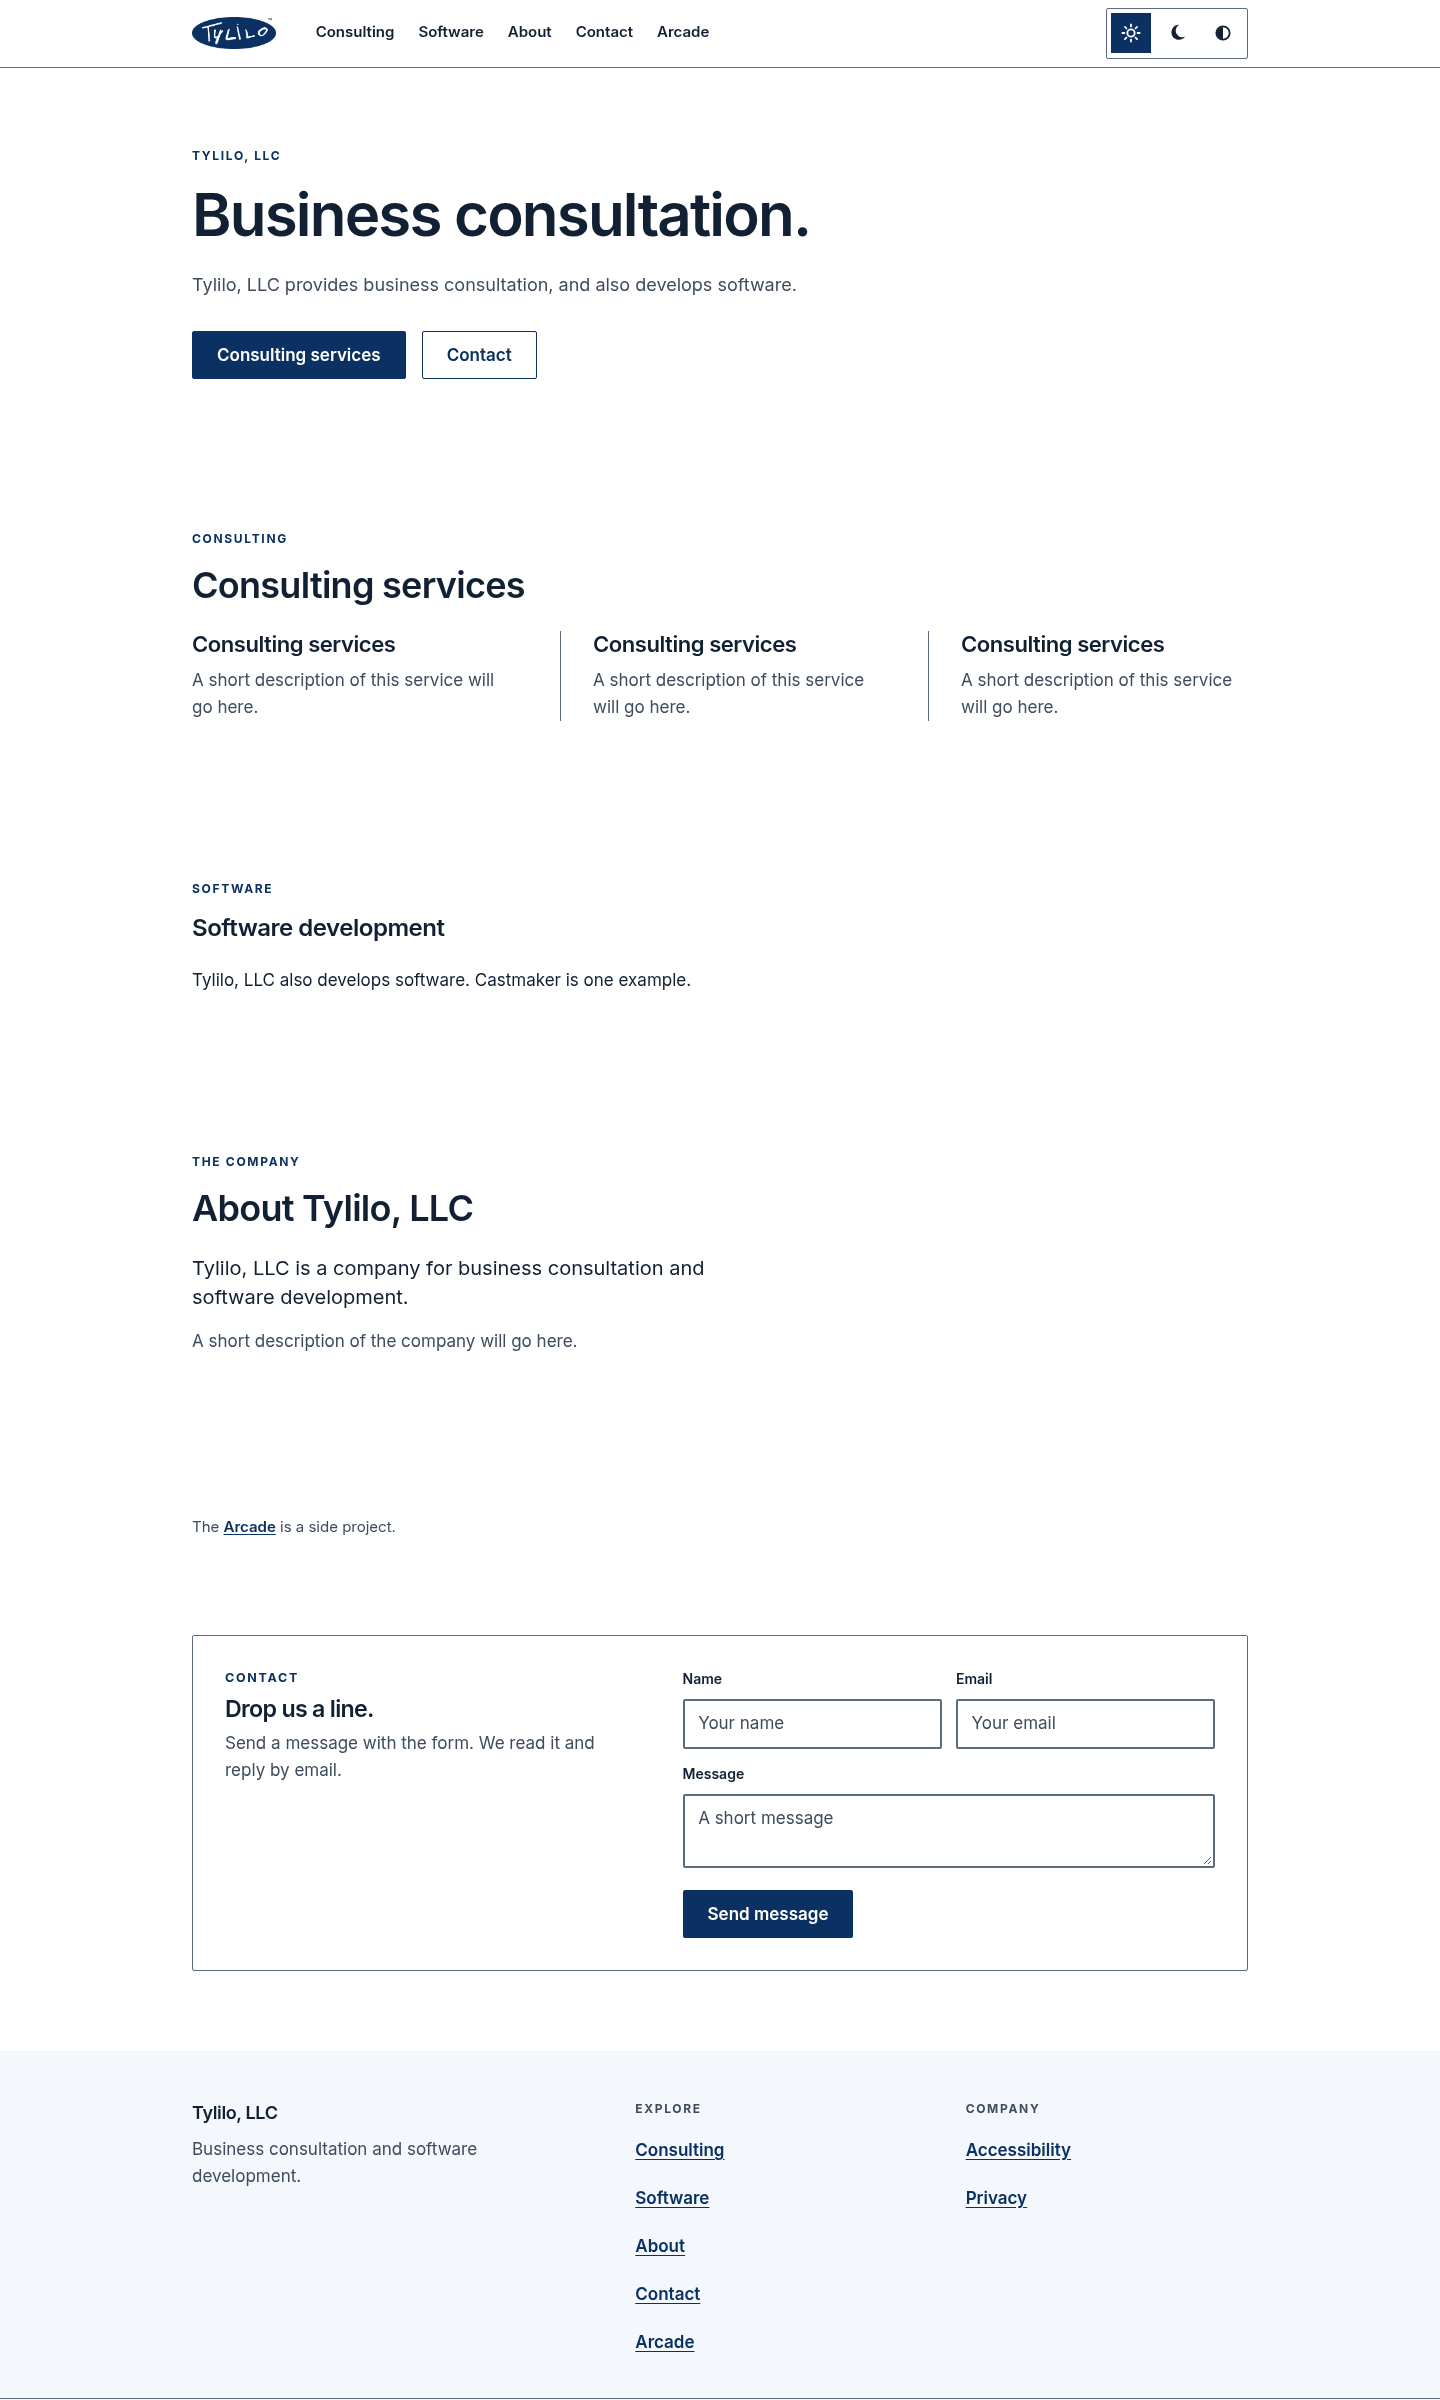 TYLILO ™
Consulting Software About Contact Arcade
TYLILO, LLC
Business consultation.
Tylilo, LLC provides business consultation, and also develops software.
Consulting services Contact
CONSULTING
Consulting services
Consulting services
A short description of this service will
go here.
Consulting services
A short description of this service
will go here.
Consulting services
A short description of this service
will go here.
SOFTWARE
Software development
Tylilo, LLC also develops software. Castmaker is one example.
THE COMPANY
About Tylilo, LLC
Tylilo, LLC is a company for business consultation and
software development.
A short description of the company will go here.
The Arcade is a side project.
CONTACT
Drop us a line.
Send a message with the form. We read it and
reply by email.
Name
Your name
Email
Your email
Message
A short message
Send message
Tylilo, LLC
Business consultation and software
development.
EXPLORE
Consulting
Software
About
Contact
Arcade
COMPANY
Accessibility
Privacy